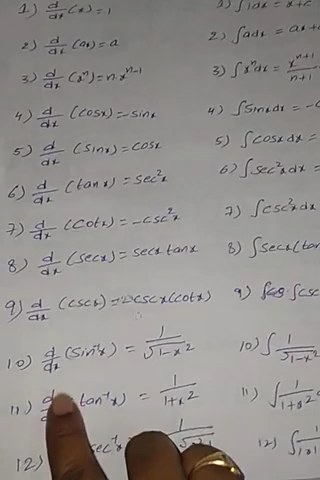 1) d/dx (x) = 1
1) ∫1dx = x + c
2) d/dx (ax) = a
2) ∫adx = ax +
3) d/dx (xⁿ) = n.xⁿ⁻¹
3) ∫xⁿdx = xⁿ⁺¹/n+1
4) d/dx (cosx) = -sinx
4) ∫sinxdx = -c
5) d/dx (sinx) = cosx
5) ∫cosxdx =
6) d/dx (tanx) = sec²x
6) ∫sec²xdx =
7) d/dx (cotx) = -csc²x
7) ∫csc²xdx
8) d/dx (secx) = secx tanx
8) ∫secx(tan
9) d/dx (cscx) = -cscx(cotx)
9) ∫csc
10) d/dx (sin⁻¹x) = 1/√1-x²
10) ∫1/√1-x²
11) d/d tan⁻¹x) = 1/1+x²
11) ∫1/1+x²
12) sec⁻¹x
12) ∫1/|x|